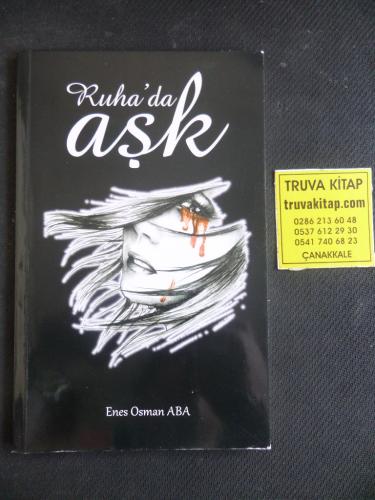 Ruha'da
aşk
Enes Osman ABA
TRUVA KİTAP
truvakitap.com
0286 213 60 48
0537 612 29 30
0541 740 68 23
ÇANAKKALE